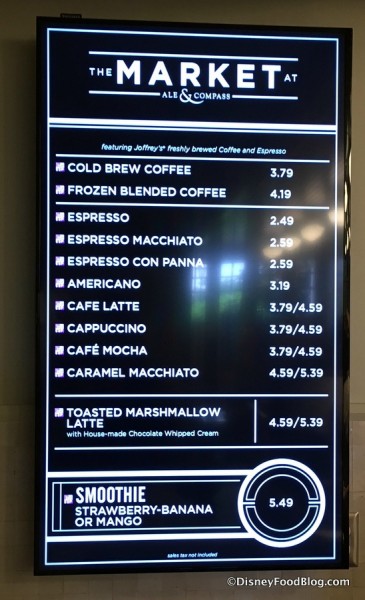 THE MARKET AT
ALE & COMPASS
featuring Joffrey's® freshly brewed Coffee and Espresso
COLD BREW COFFEE 3.79
FROZEN BLENDED COFFEE 4.19
ESPRESSO 2.49
ESPRESSO MACCHIATO 2.59
ESPRESSO CON PANNA 2.59
AMERICANO 3.19
CAFE LATTE 3.79/4.59
CAPPUCCINO 3.79/4.59
CAFÉ MOCHA 3.79/4.59
CARAMEL MACCHIATO 4.59/5.39
TOASTED MARSHMALLOW
LATTE 4.59/5.39
with House-made Chocolate Whipped Cream
SMOOTHIE
STRAWBERRY-BANANA
OR MANGO 5.49
sales tax not included
©DisneyFoodBlog.com